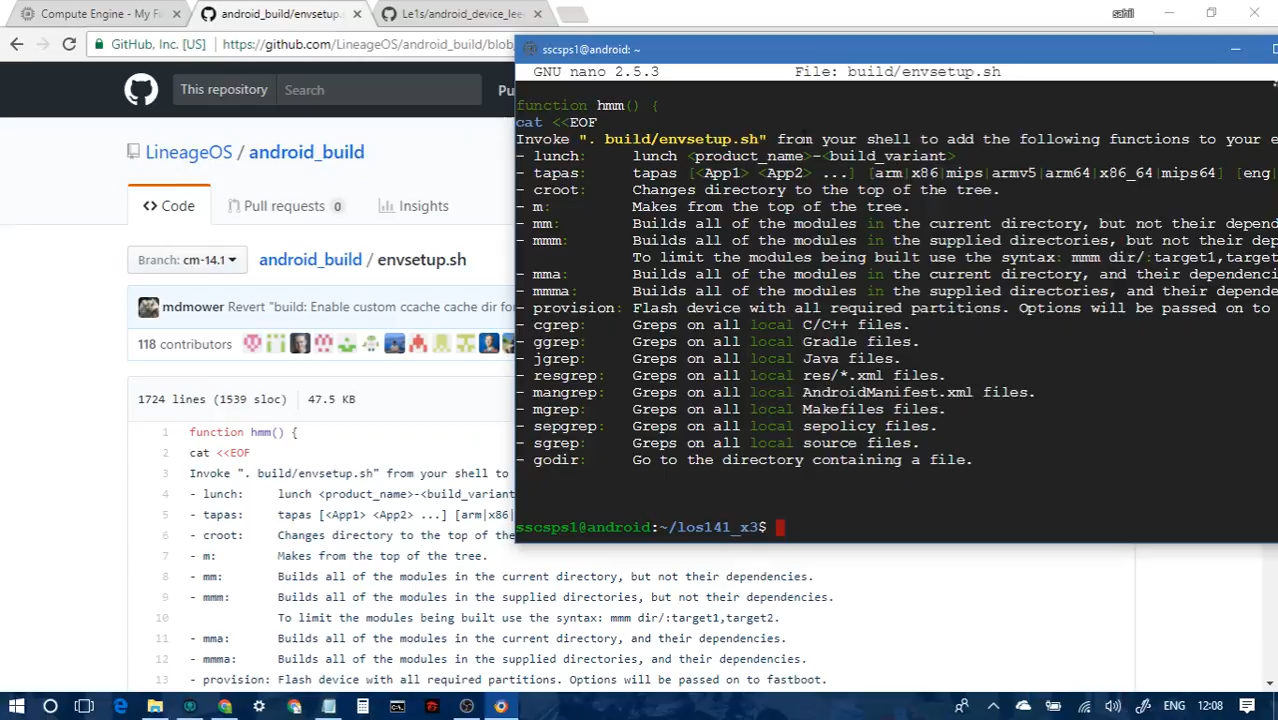 Compute Engine - My Fi
android_build/envsetup.s
Le1s/android_device_lee
sahil
GitHub, Inc. [US]
https://github.com/LineageOS/android_build/blob
This repository
Search
Pu
LineageOS / android_build
Code
Pull requests 0
Insights
Branch: cm-14.1
android_build / envsetup.sh
mdmower Revert "build: Enable custom ccache cache dir for
118 contributors
1724 lines (1539 sloc)
47.5 KB
1 function hmm() {
2 cat <<EOF
3 Invoke ". build/envsetup.sh" from your shell to
4 - lunch: lunch <product_name>-<build_variant
5 - tapas: tapas [<App1> <App2> ...] [arm|x86|
6 - croot: Changes directory to the top of the
7 - m: Makes from the top of the tree.
8 - mm: Builds all of the modules in the current directory, but not their dependencies.
9 - mmm: Builds all of the modules in the supplied directories, but not their dependencies.
10 To limit the modules being built use the syntax: mmm dir/:target1,target2.
11 - mma: Builds all of the modules in the current directory, and their dependencies.
12 - mmma: Builds all of the modules in the supplied directories, and their dependencies.
13 - provision: Flash device with all required partitions. Options will be passed on to fastboot.
sscsps1@android: ~
GNU nano 2.5.3 File: build/envsetup.sh
function hmm() {
cat <<EOF
Invoke ". build/envsetup.sh" from your shell to add the following functions to your e
- lunch: lunch <product_name>-<build_variant>
- tapas: tapas [<App1> <App2> ...] [arm|x86|mips|armv5|arm64|x86_64|mips64] [eng|
- croot: Changes directory to the top of the tree.
- m: Makes from the top of the tree.
- mm: Builds all of the modules in the current directory, but not their depend
- mmm: Builds all of the modules in the supplied directories, but not their dep
To limit the modules being built use the syntax: mmm dir/:target1,target
- mma: Builds all of the modules in the current directory, and their dependenci
- mmma: Builds all of the modules in the supplied directories, and their depende
- provision: Flash device with all required partitions. Options will be passed on to
- cgrep: Greps on all local C/C++ files.
- ggrep: Greps on all local Gradle files.
- jgrep: Greps on all local Java files.
- resgrep: Greps on all local res/*.xml files.
- mangrep: Greps on all local AndroidManifest.xml files.
- mgrep: Greps on all local Makefiles files.
- sepgrep: Greps on all local sepolicy files.
- sgrep: Greps on all local source files.
- godir: Go to the directory containing a file.
sscsps1@android:~/los141_x3$
ENG
12:08